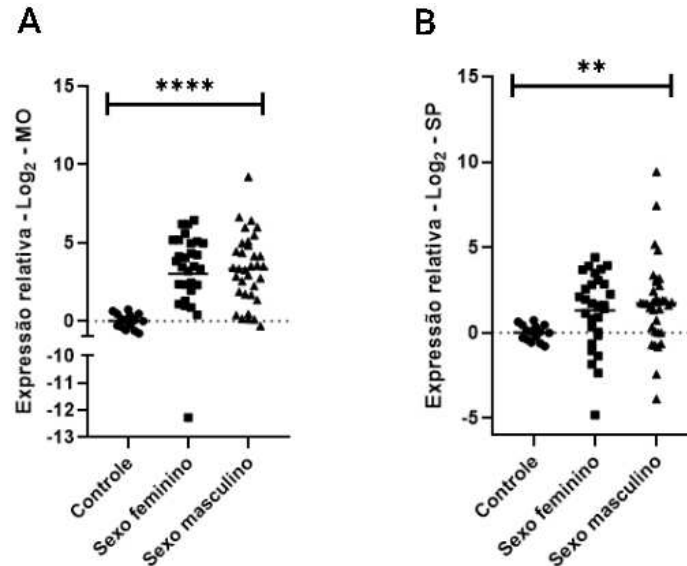 A
****
Expressão relativa - Log₂ - MO
15
10
5
0
-10
-11
-12
-13
Controle
Sexo feminino
Sexo masculino
B
**
Expressão relativa - Log₂ - SP
15
10
5
0
-5
Controle
Sexo feminino
Sexo masculino